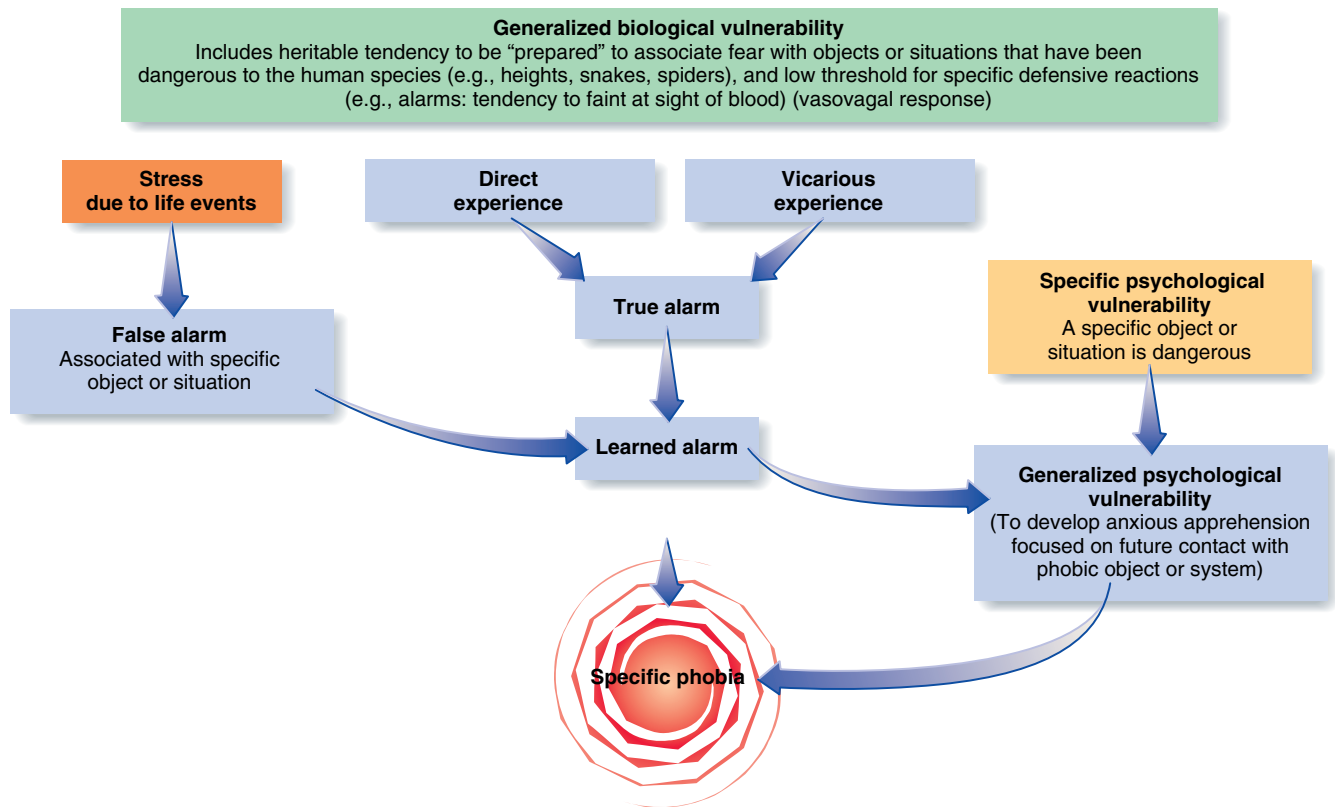 Generalized biological vulnerability
Includes heritable tendency to be “prepared” to associate fear with objects or situations that have been
dangerous to the human species (e.g., heights, snakes, spiders), and low threshold for specific defensive reactions
(e.g., alarms: tendency to faint at sight of blood) (vasovagal response)
Stress
due to life events
Direct
experience
Vicarious
experience
False alarm
Associated with specific
object or situation
True alarm
Specific psychological
vulnerability
A specific object or
situation is dangerous
Learned alarm
Generalized psychological
vulnerability
(To develop anxious apprehension
focused on future contact with
phobic object or system)
Specific phobia